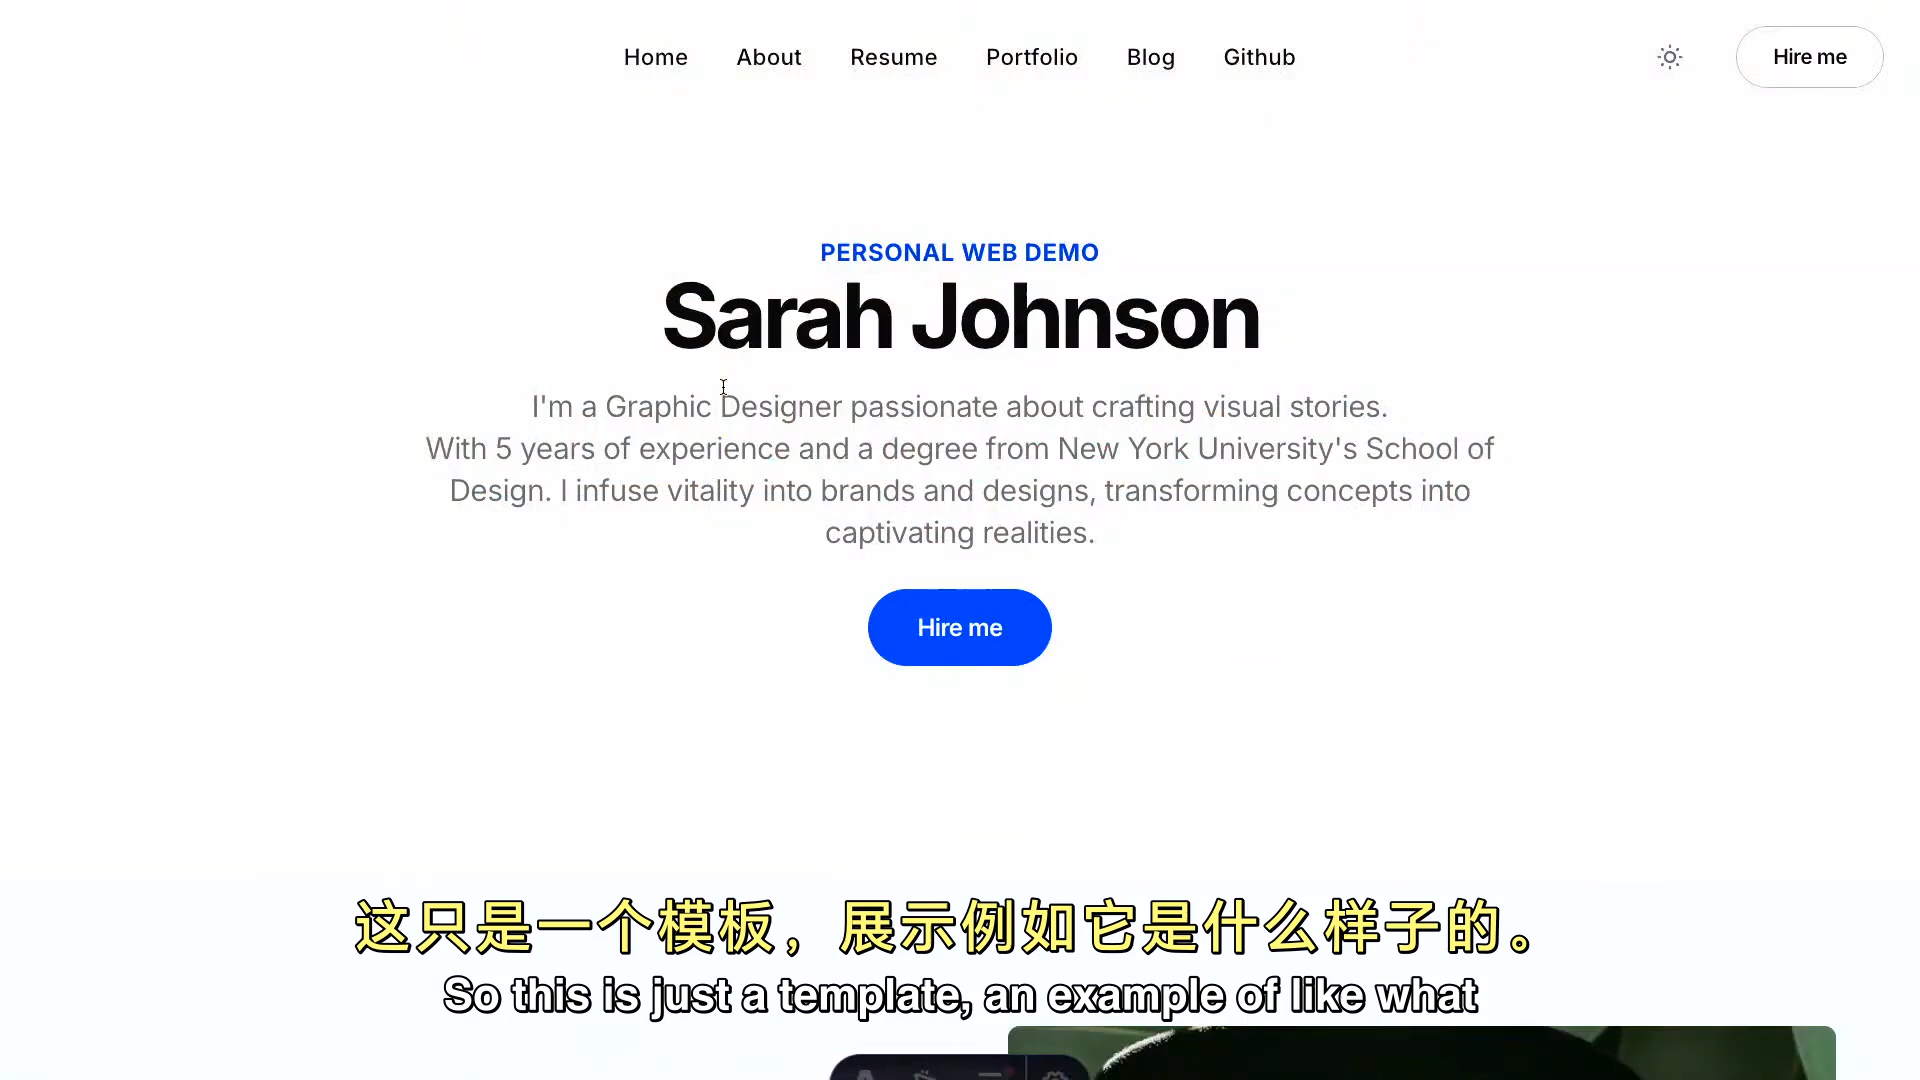 Home About Resume Portfolio Blog Github Hire me
PERSONAL WEB DEMO
Sarah Johnson
I'm a Graphic Designer passionate about crafting visual stories.
With 5 years of experience and a degree from New York University's School of
Design. I infuse vitality into brands and designs, transforming concepts into
captivating realities.
Hire me
这只是一个模板，展示例如它是什么样子的。
So this is just a template, an example of like what